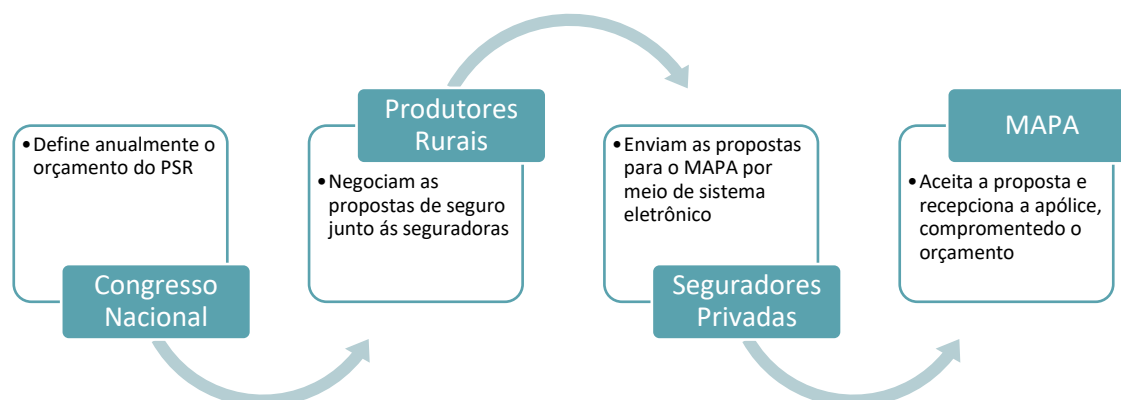 •Define anualmente o
orçamento do PSR
Congresso
Nacional
Produtores
Rurais
•Negociam as
propostas de seguro
junto ás seguradoras
•Enviam as propostas
para o MAPA por
meio de sistema
eletrônico
Seguradores
Privadas
MAPA
•Aceita a proposta e
recepciona a apólice,
compromentedo o
orçamento